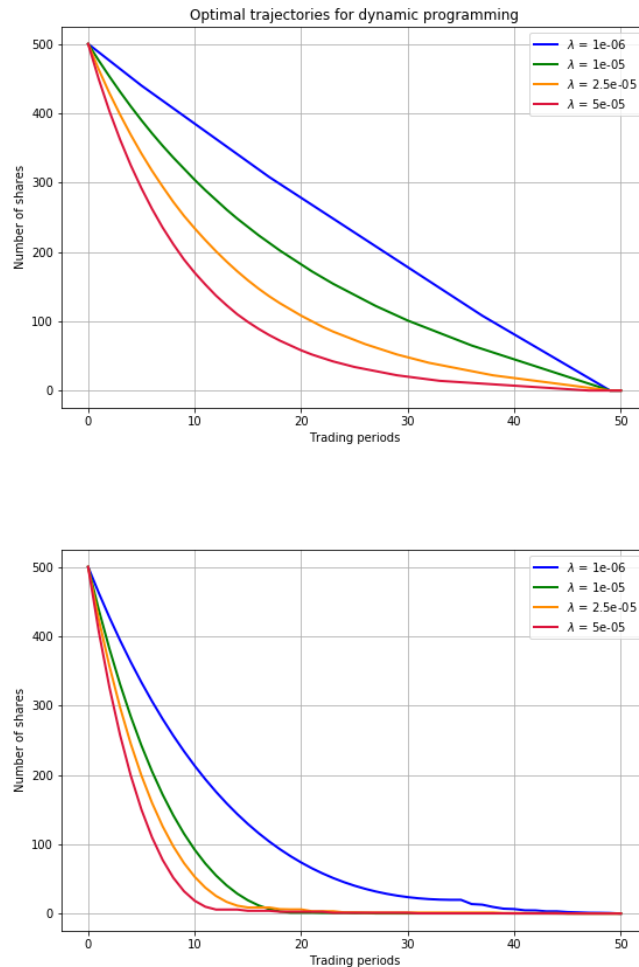 Optimal trajectories for dynamic programming
500
400
300
200
100
0
Number of shares
λ = 1e-06
λ = 1e-05
λ = 2.5e-05
λ = 5e-05
0 10 20 30 40 50
Trading periods
500
400
300
200
100
0
Number of shares
λ = 1e-06
λ = 1e-05
λ = 2.5e-05
λ = 5e-05
0 10 20 30 40 50
Trading periods